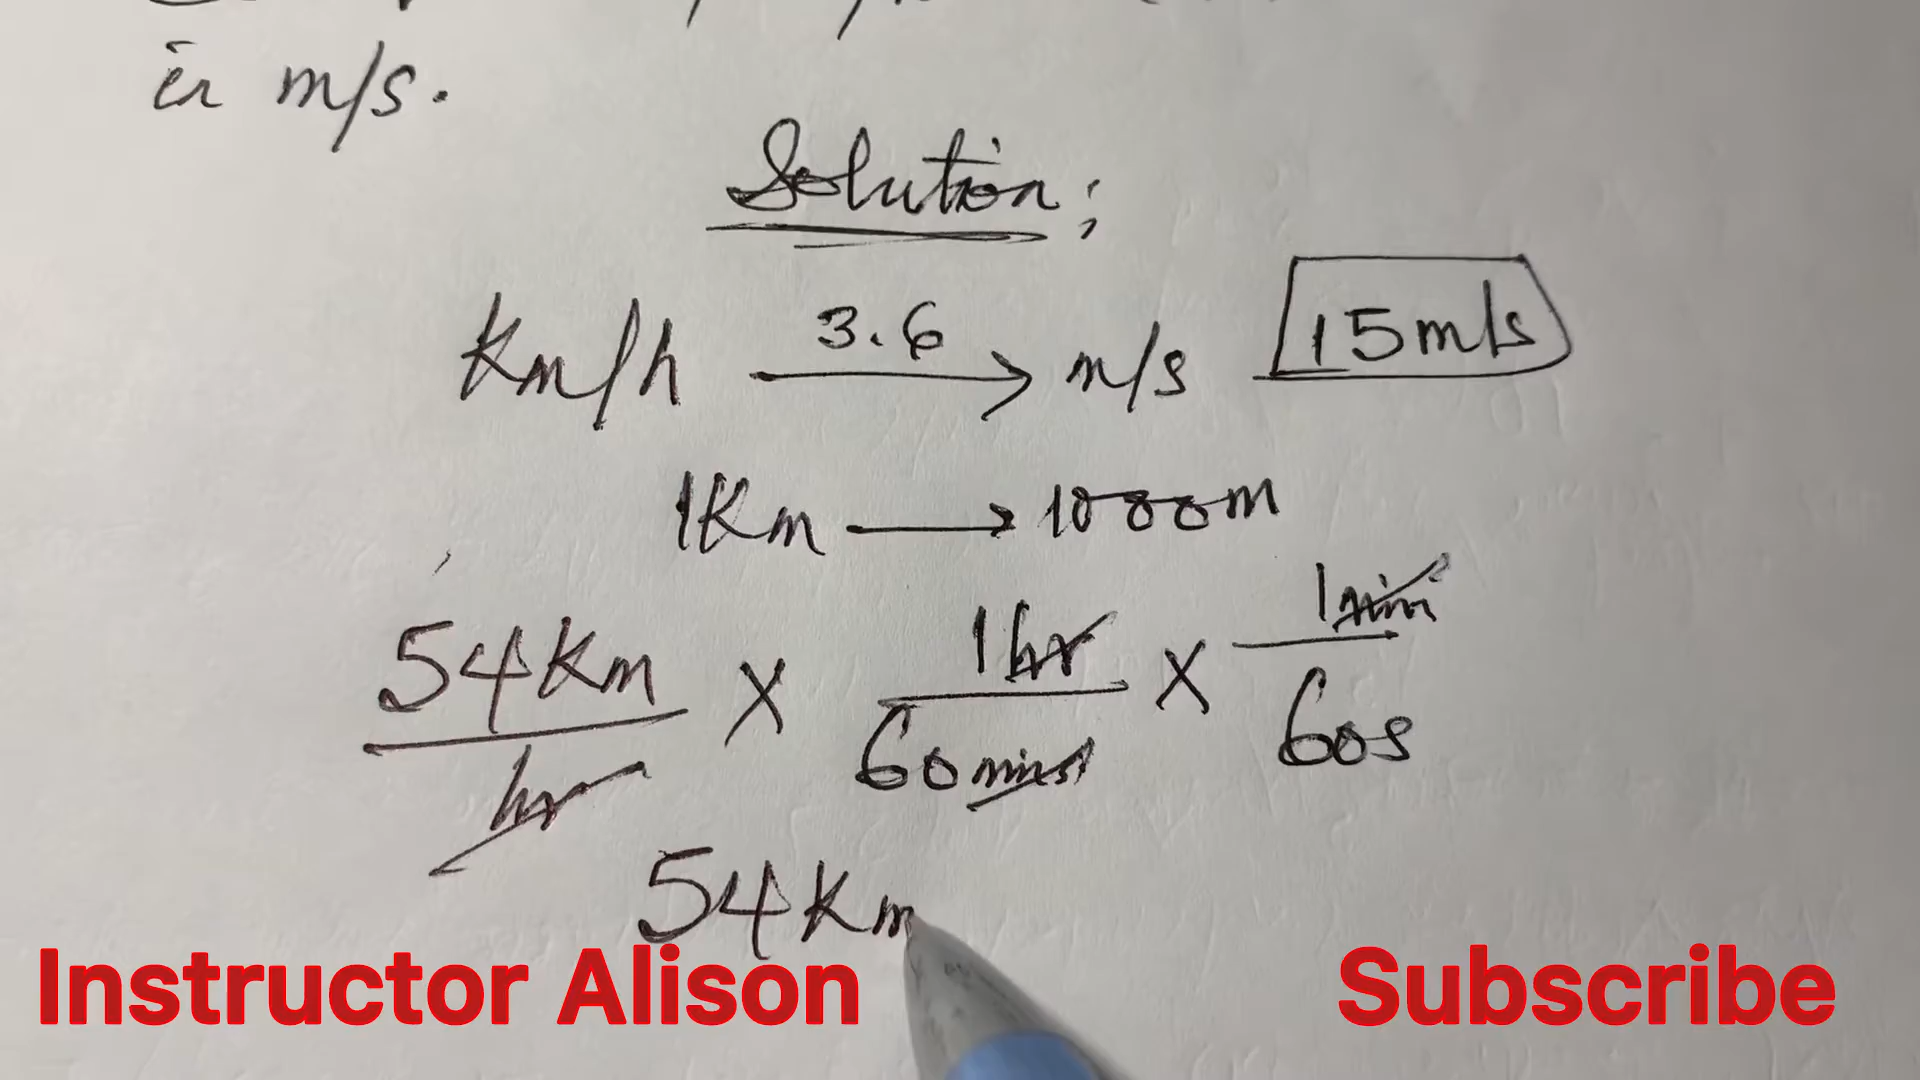 in m/s.
Solution;
Km/h 3.6 → m/s 15m/s
1Km → 1000m
54Km/hr X 1hr/60mins X 1min/60s
54Km
Instructor Alison Subscribe